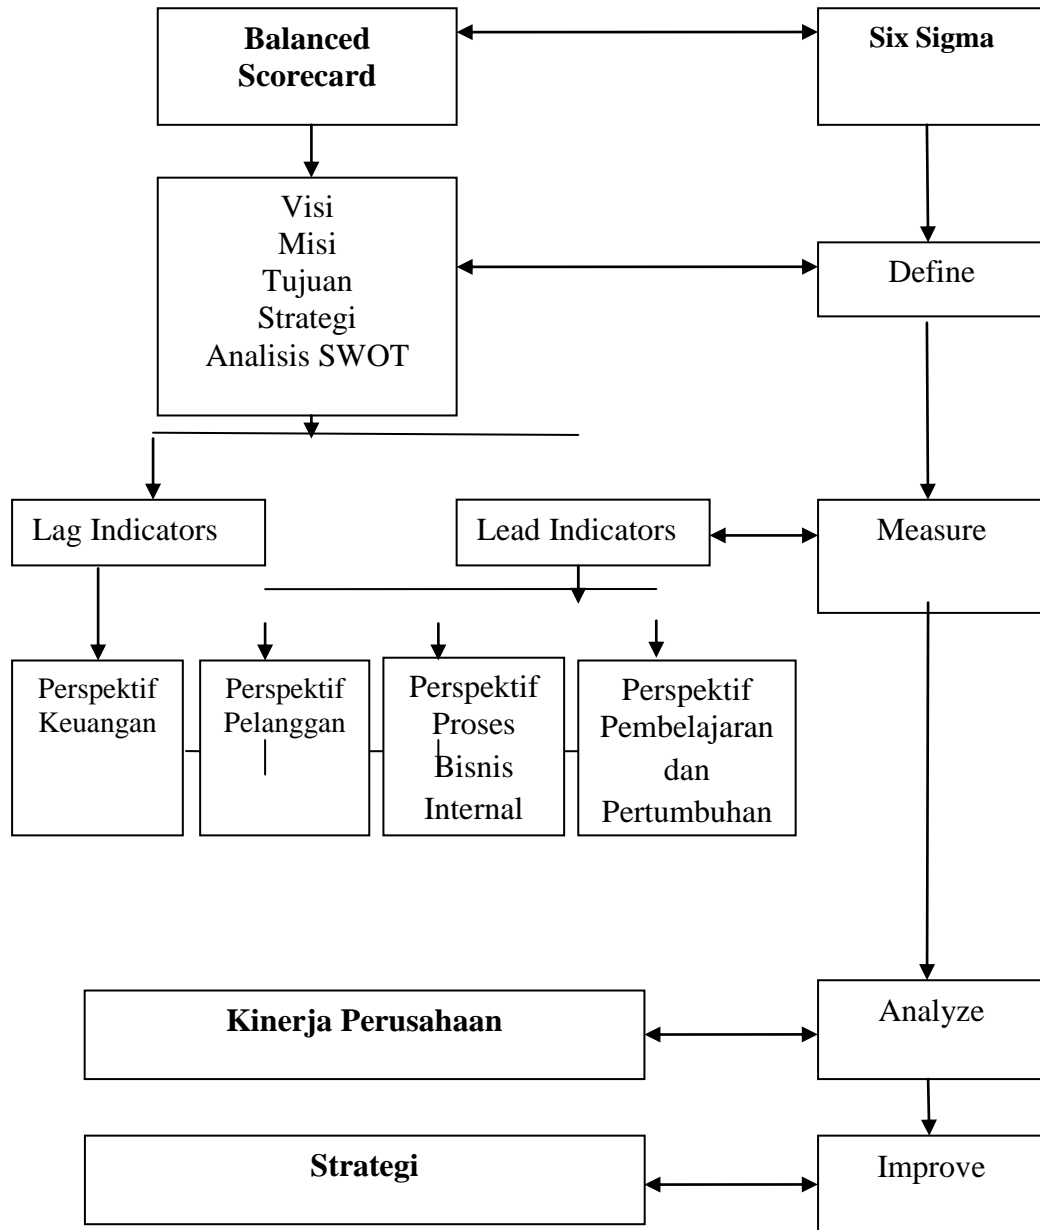 Balanced
Scorecard
Six Sigma
Visi
Misi
Tujuan
Strategi
Analisis SWOT
Define
Lag Indicators
Lead Indicators
Measure
Perspektif
Keuangan
Perspektif
Pelanggan
Perspektif
Proses
Bisnis
Internal
Perspektif
Pembelajaran
dan
Pertumbuhan
Kinerja Perusahaan
Analyze
Strategi
Improve